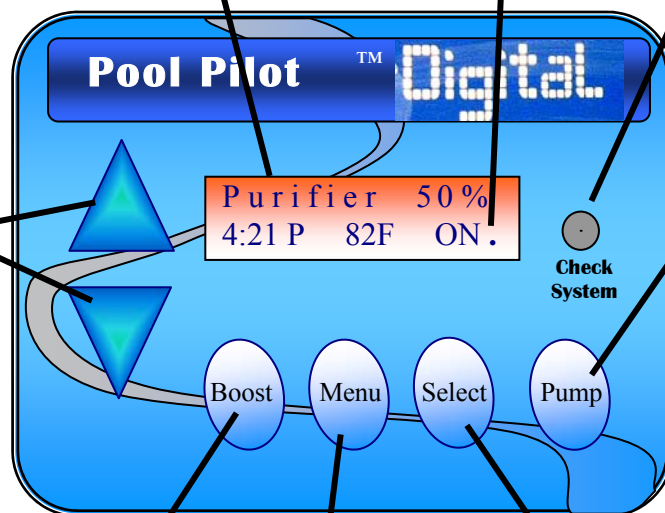 Pool Pilot ™ Digital
Purifier 50%
4:21 P 82F ON.
Check
System
Boost Menu Select Pump